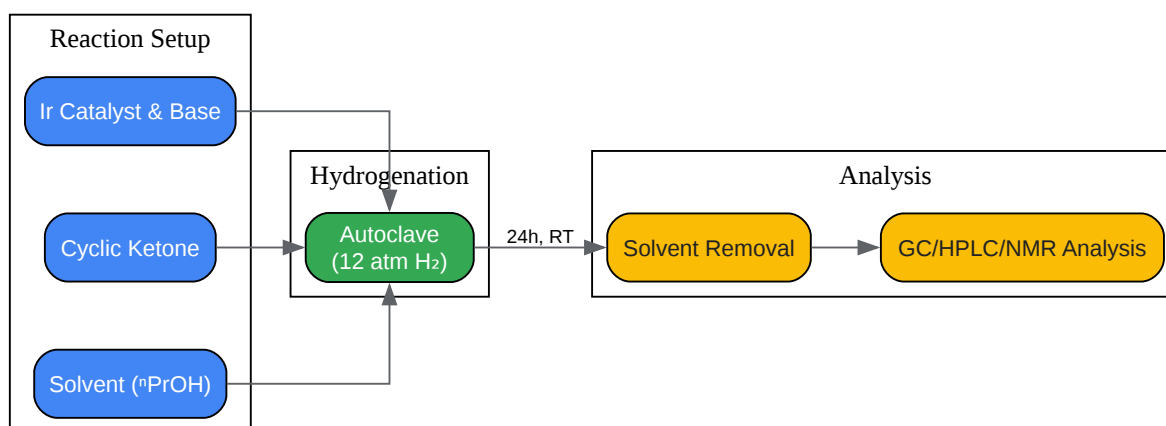 Reaction Setup
Ir Catalyst & Base
Cyclic Ketone
Solvent (ⁿPrOH)
Hydrogenation
Autoclave
(12 atm H₂)
24h, RT
Analysis
Solvent Removal
GC/HPLC/NMR Analysis